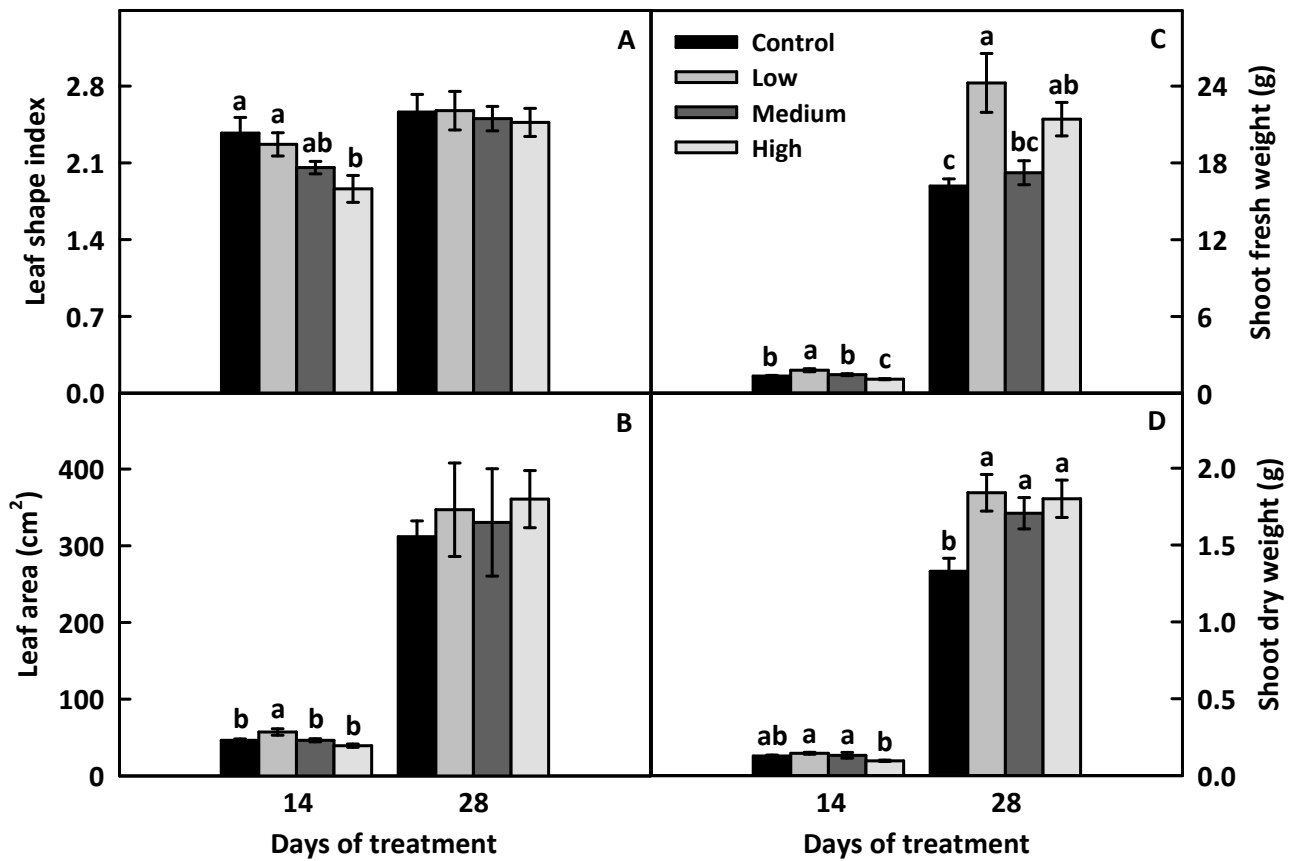 A
Leaf shape index
2.8
2.1
1.4
0.7
0.0
a a ab b
C
Control
Low
Medium
High
Shoot fresh weight (g)
24
18
12
6
0
b a b c
c a bc ab
B
Leaf area (cm²)
400
300
200
100
0
b a b b
14 28
Days of treatment
D
Shoot dry weight (g)
2.0
1.5
1.0
0.5
0.0
ab a a b
b a a a
14 28
Days of treatment